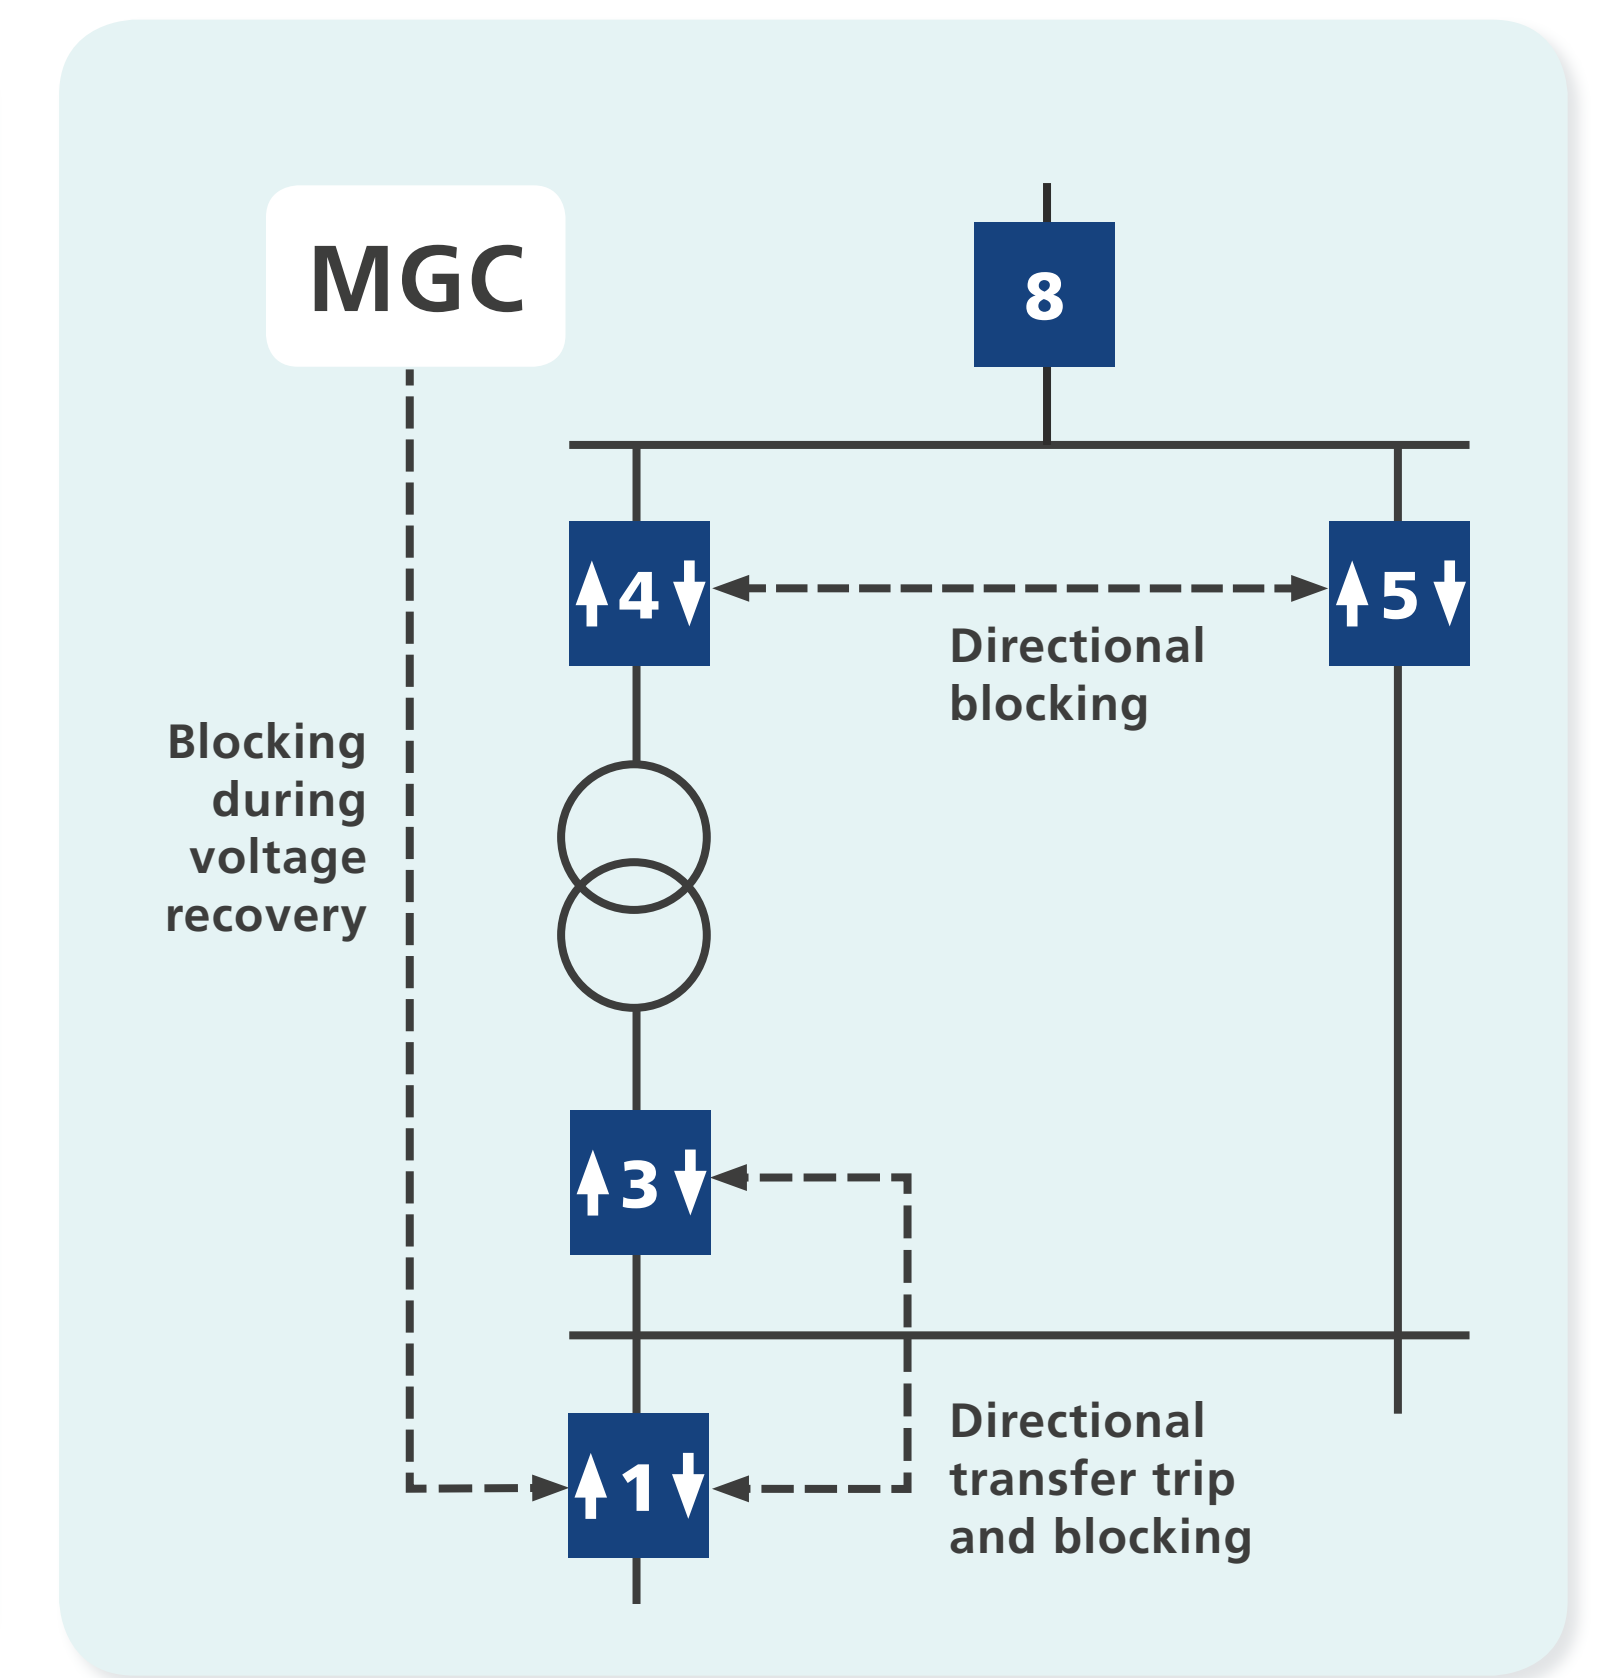 MGC
8
4
5
Directional
blocking
Blocking
during
voltage
recovery
3
1
Directional
transfer trip
and blocking